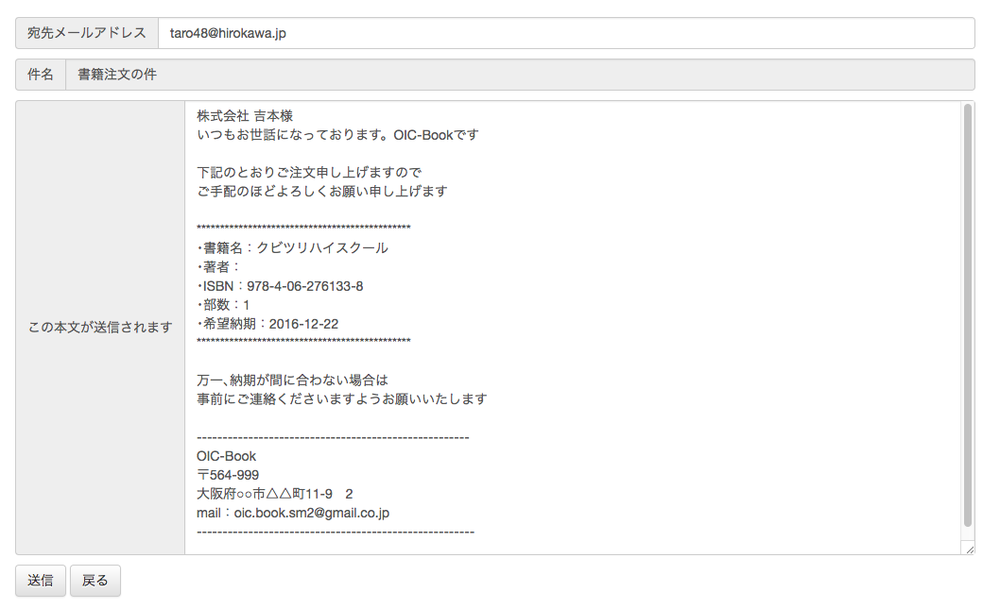 宛先メールアドレス taro48@hirokawa.jp
件名 書籍注文の件
株式会社 吉本様
いつもお世話になっております。OIC-Bookです
下記のとおりご注文申し上げますので
ご手配のほどよろしくお願い申し上げます
**********************************************
・書籍名：クビツリハイスクール
・著者：
・ISBN：978-4-06-276133-8
・部数：1
・希望納期：2016-12-22
**********************************************
この本文が送信されます
万一、納期が間に合わない場合は
事前にご連絡くださいますようお願いいたします
------------------------------------------------------
OIC-Book
〒564-999
大阪府○○市△△町11-9　2
mail：oic.book.sm2@gmail.co.jp
-------------------------------------------------------
送信 戻る